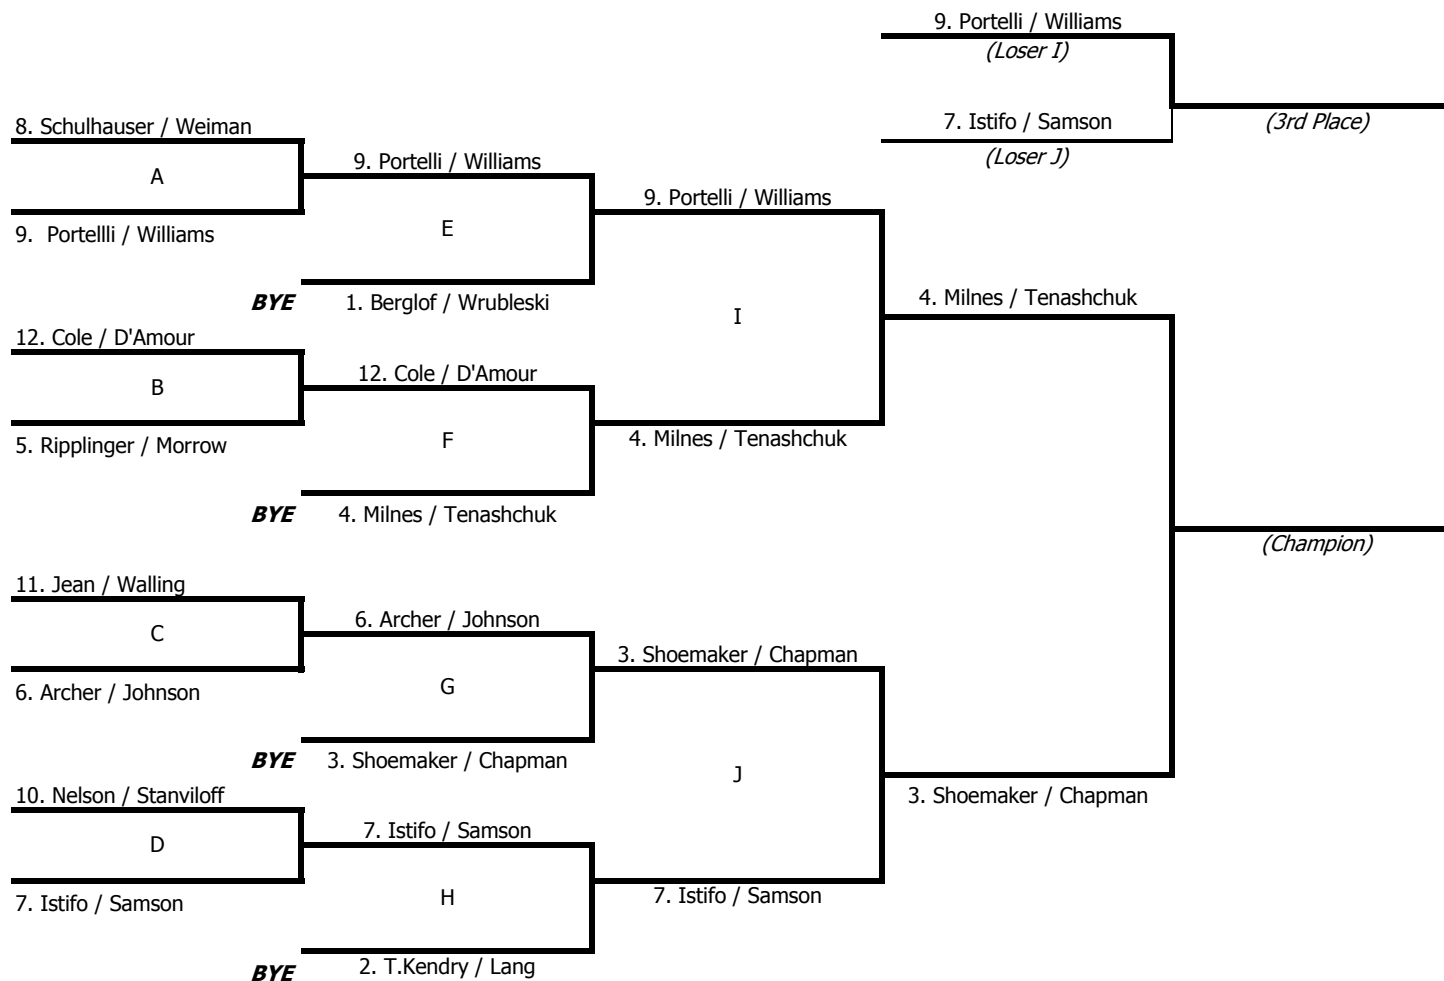 9. Portelli / Williams
(Loser I)
8. Schulhauser / Weiman
7. Istifo / Samson
(3rd Place)
A
9. Portelli / Williams
(Loser J)
9. Portelli / Williams
9.  Portellli / Williams
E
BYE
1. Berglof / Wrubleski
I
4. Milnes / Tenashchuk
12. Cole / D'Amour
B
12. Cole / D'Amour
5. Ripplinger / Morrow
F
4. Milnes / Tenashchuk
BYE
4. Milnes / Tenashchuk
(Champion)
11. Jean / Walling
C
6. Archer / Johnson
3. Shoemaker / Chapman
6. Archer / Johnson
G
BYE
3. Shoemaker / Chapman
J
3. Shoemaker / Chapman
10. Nelson / Stanviloff
D
7. Istifo / Samson
7. Istifo / Samson
H
7. Istifo / Samson
BYE
2. T.Kendry / Lang